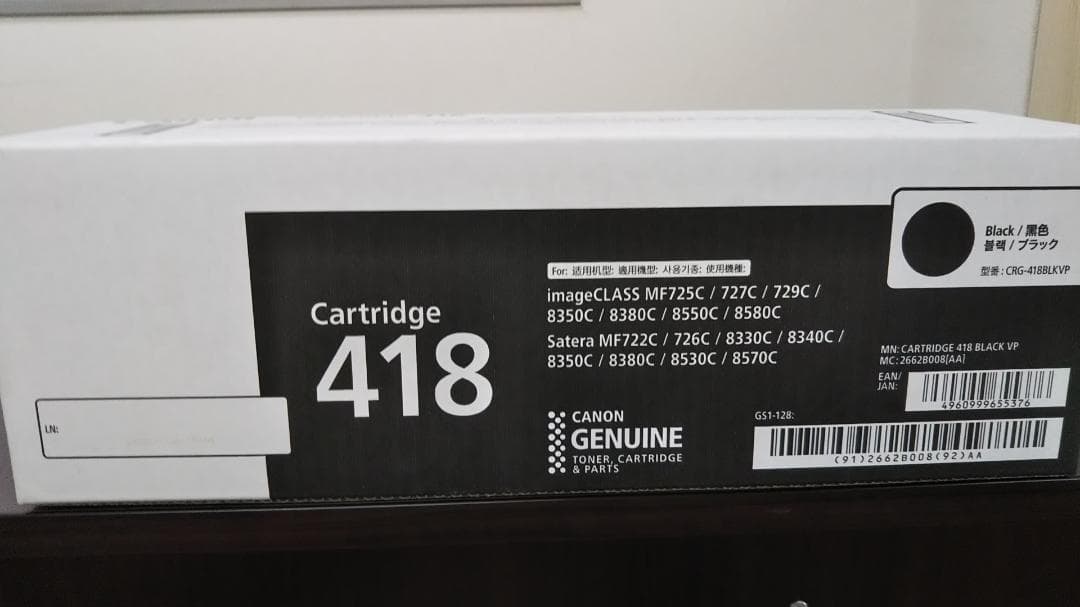 Black / 黑色
블랙 / ブラック
型番 : CRG-418BLKVP
For: 适用机型: 適用機型: 사용기종: 使用機種:
imageCLASS MF725C / 727C / 729C /
8350C / 8380C / 8550C / 8580C
Satera MF722C / 726C / 8330C / 8340C /
8350C / 8380C / 8530C / 8570C
Cartridge
418
MN: CARTRIDGE 418 BLACK VP
MC: 2662B008[AA]
EAN/
JAN:
4960999655376
LN:
CANON
GENUINE
TONER, CARTRIDGE
& PARTS
GS1-128:
(91)2662B008(92)AA